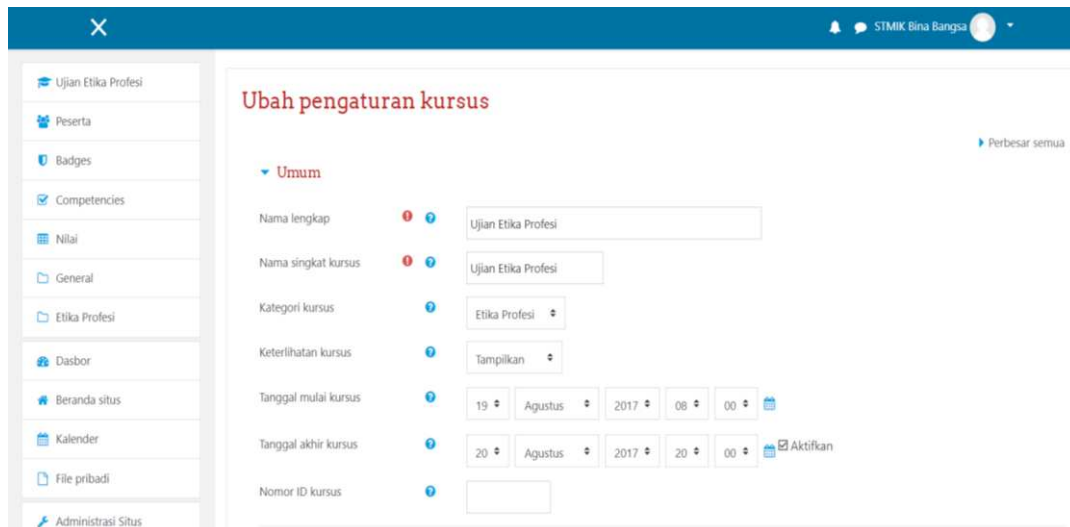 STMIK Bina Bangsa
Ujian Etika Profesi
Peserta
Badges
Competencies
Nilai
General
Etika Profesi
Dasbor
Beranda situs
Kalender
File pribadi
Administrasi Situs
Ubah pengaturan kursus
Perbesar semua
Umum
Nama lengkap Ujian Etika Profesi
Nama singkat kursus Ujian Etika Profesi
Kategori kursus Etika Profesi
Keterlihatan kursus Tampilkan
Tanggal mulai kursus 19 Agustus 2017 08 00
Tanggal akhir kursus 20 Agustus 2017 20 00 Aktifkan
Nomor ID kursus